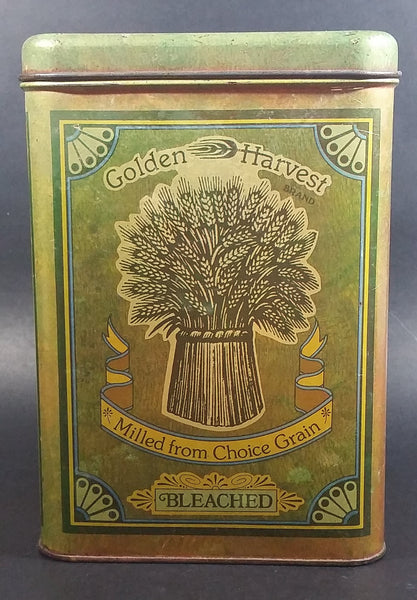 Golden Harvest
BRAND
Milled from Choice Grain
BLEACHED